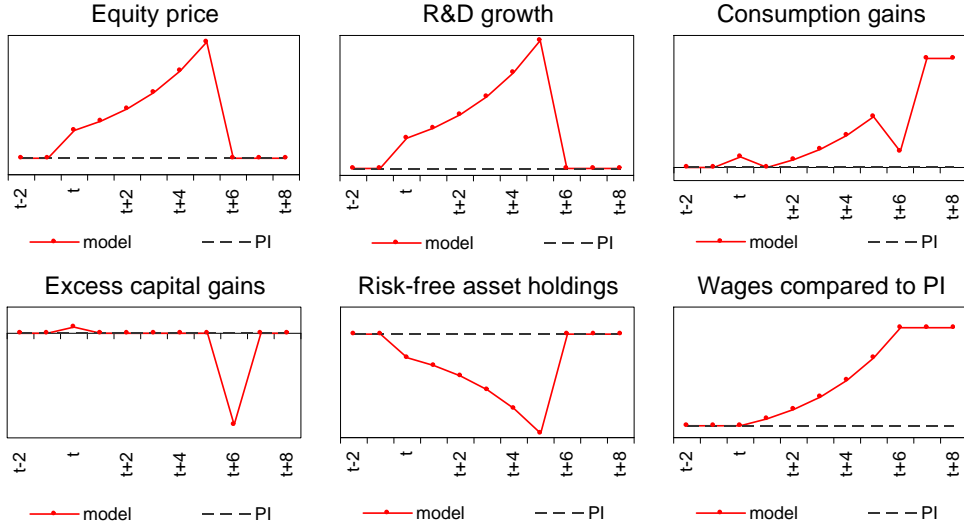 Equity price
R&D growth
Consumption gains
t-2 t t+2 t+4 t+6 t+8
t-2 t t+2 t+4 t+6 t+8
t-2 t t+2 t+4 t+6 t+8
model PI
model PI
model PI
Excess capital gains
Risk-free asset holdings
Wages compared to PI
t-2 t t+2 t+4 t+6 t+8
t-2 t t+2 t+4 t+6 t+8
t-2 t t+2 t+4 t+6 t+8
model PI
model PI
model PI